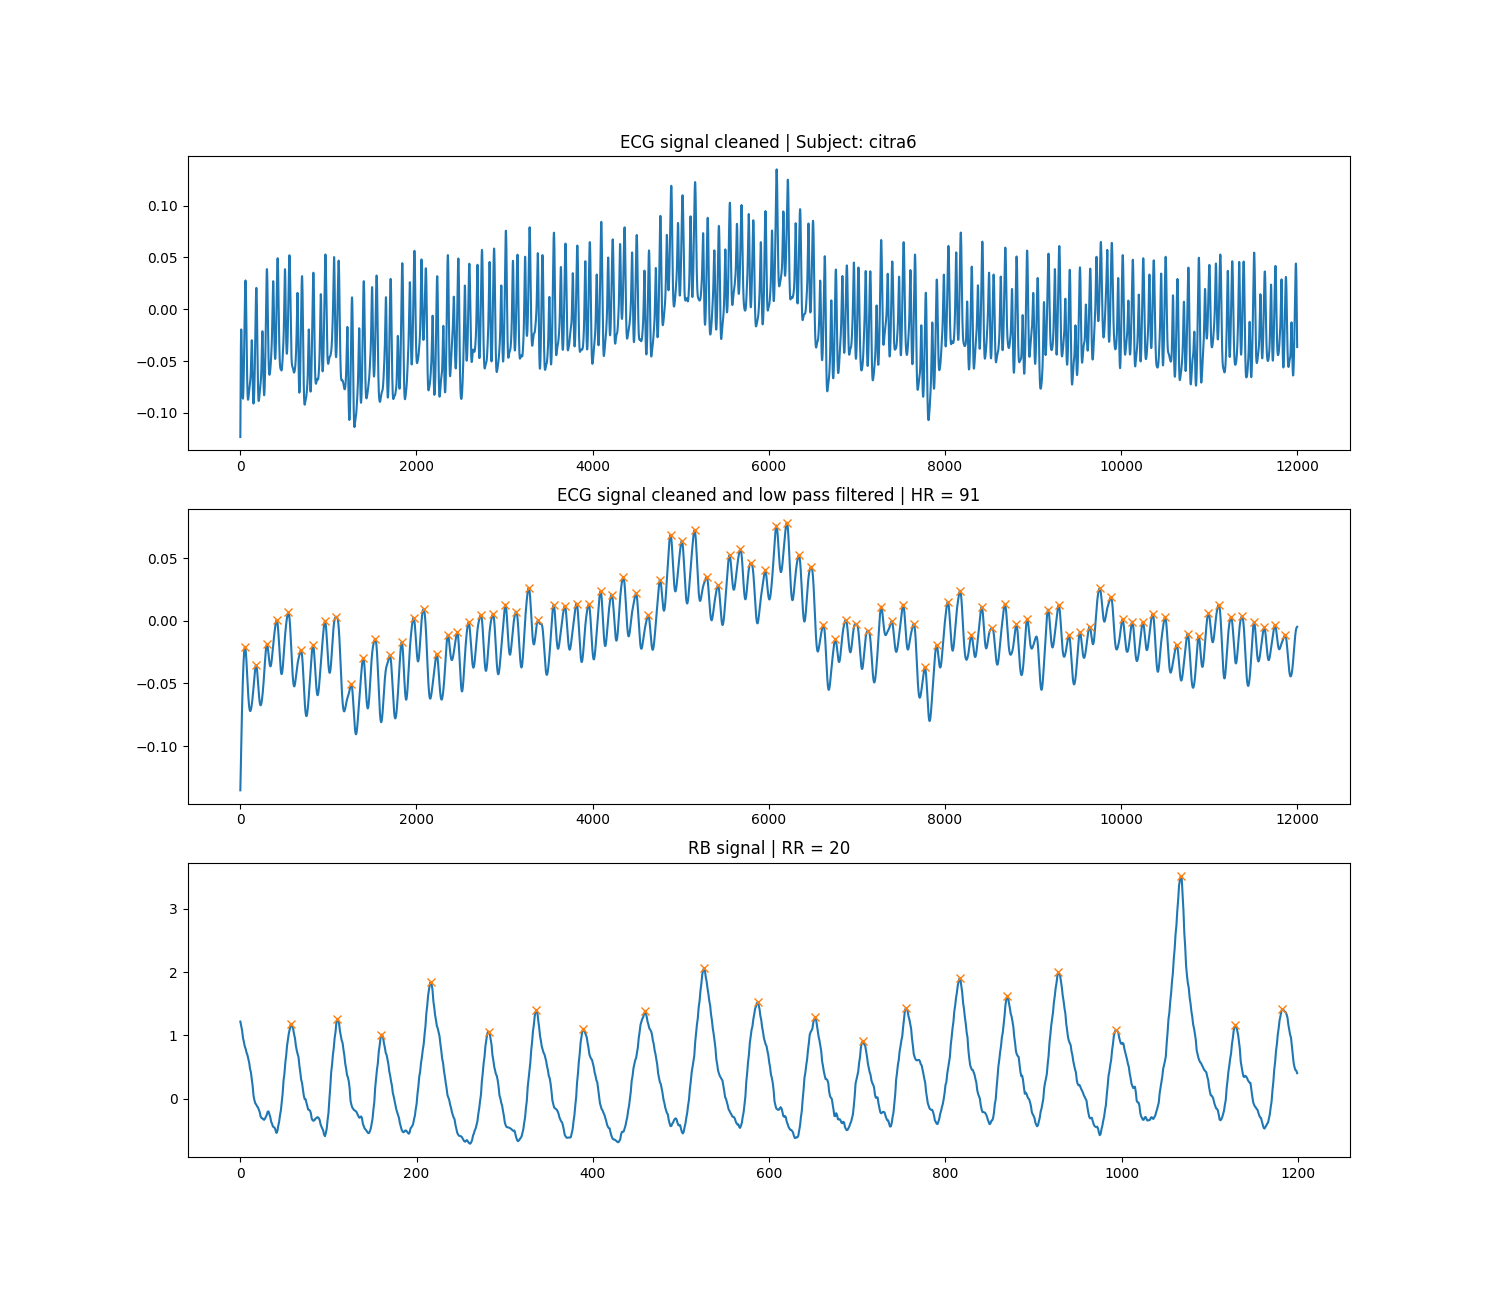 ECG signal cleaned | Subject: citra6
0.10
0.05
0.00
−0.05
−0.10
0 2000 4000 6000 8000 10000 12000
ECG signal cleaned and low pass filtered | HR = 91
0.05
0.00
−0.05
−0.10
0 2000 4000 6000 8000 10000 12000
RB signal | RR = 20
3
2
1
0
0 200 400 600 800 1000 1200